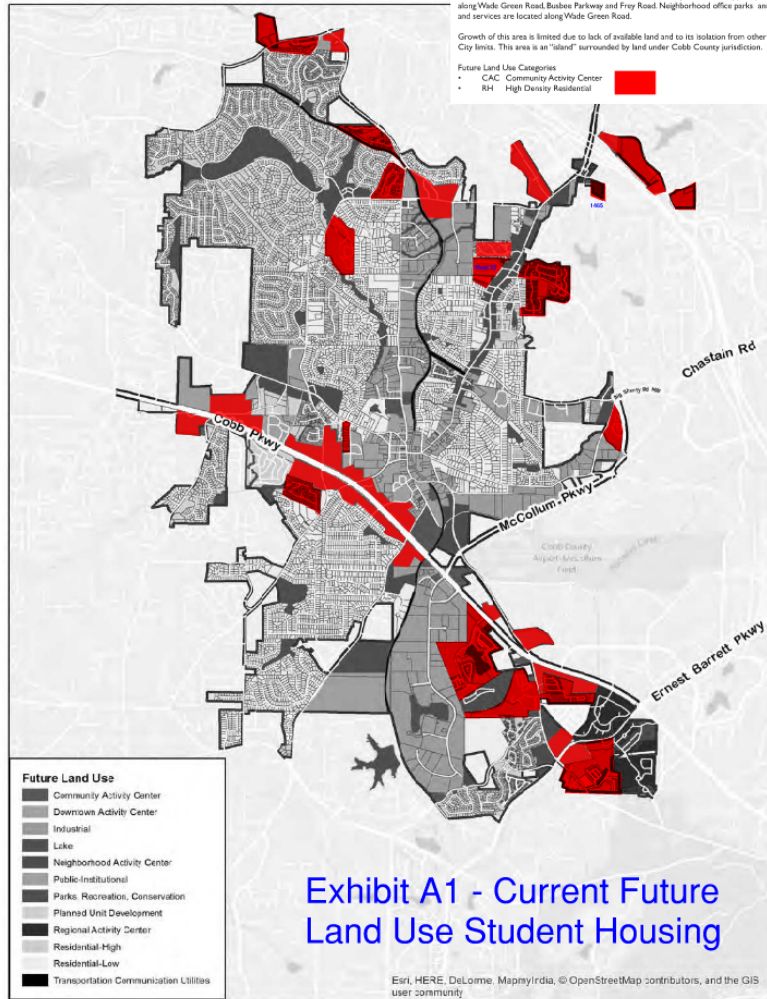 along Wade Green Road, Busbee Parkway and Frey Road. Neighborhood office parks and
and services are located along Wade Green Road.
Growth of this area is limited due to lack of available land and to its isolation from other
City limits. This area is an "island" surrounded by land under Cobb County jurisdiction.
Future Land Use Categories
• CAC Community Activity Center
• RH High Density Residential
1465
Chastain Rd
Cobb Pkwy
McCollum Pkwy
Cobb County
Airport-McCollum
Field
Ernest Barrett Pkwy
Future Land Use
Community Activity Center
Downtown Activity Center
Industrial
Lake
Neighborhood Activity Center
Public-Institutional
Parks, Recreation, Conservation
Planned Unit Development
Regional Activity Center
Residential-High
Residential-Low
Transportation Communication Utilities
Exhibit A1 - Current Future
Land Use Student Housing
Esri, HERE, DeLorme, MapmyIndia, © OpenStreetMap contributors, and the GIS
user community